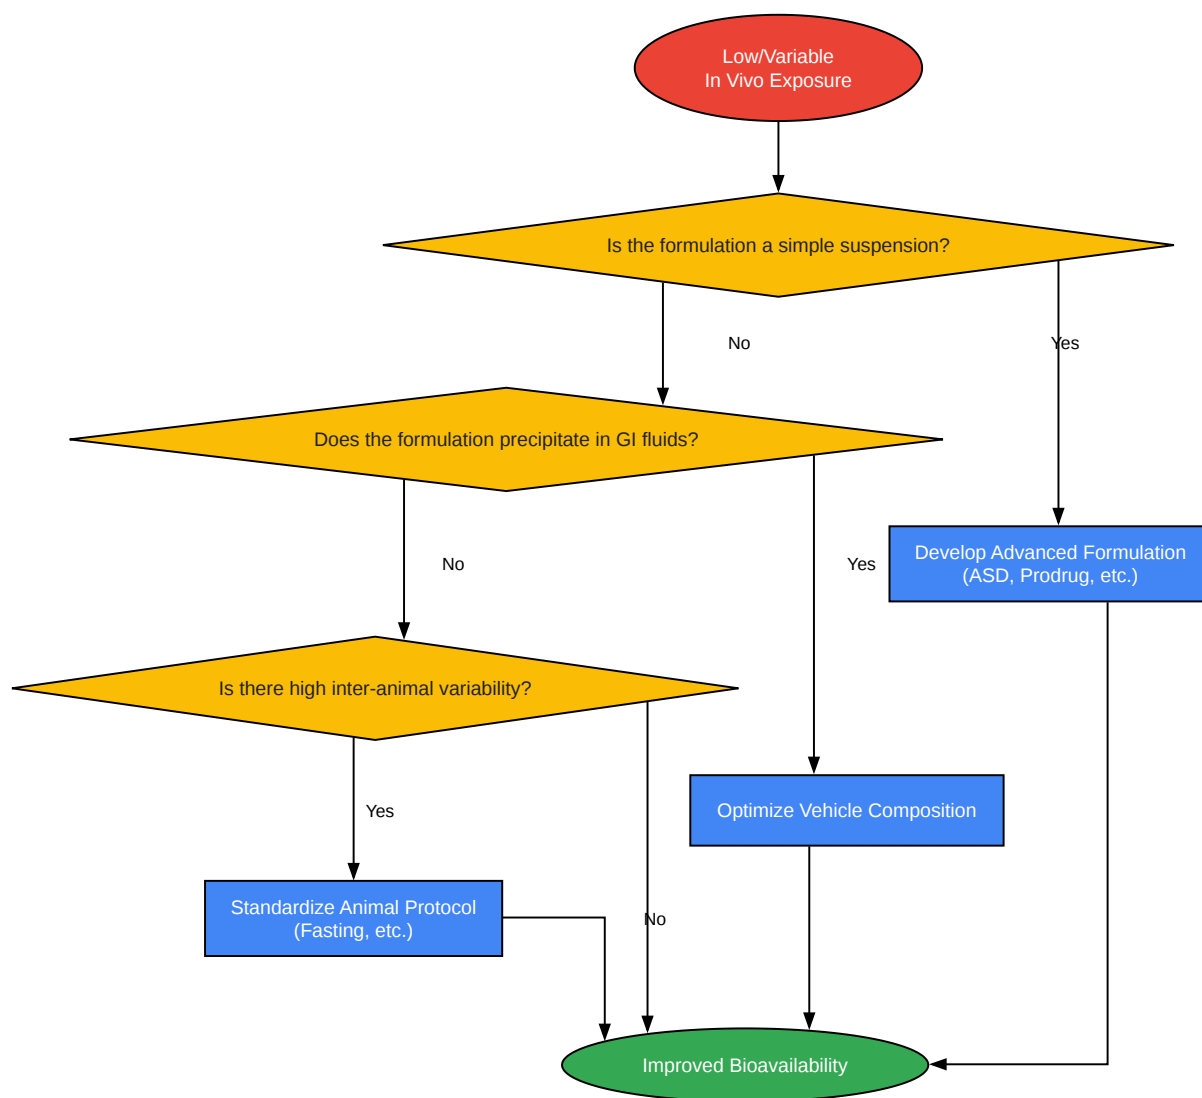 Low/Variable
In Vivo Exposure
Is the formulation a simple suspension?
No
Yes
Does the formulation precipitate in GI fluids?
No
Yes
Develop Advanced Formulation
(ASD, Prodrug, etc.)
Is there high inter-animal variability?
Yes
Optimize Vehicle Composition
Standardize Animal Protocol
(Fasting, etc.)
No
Improved Bioavailability